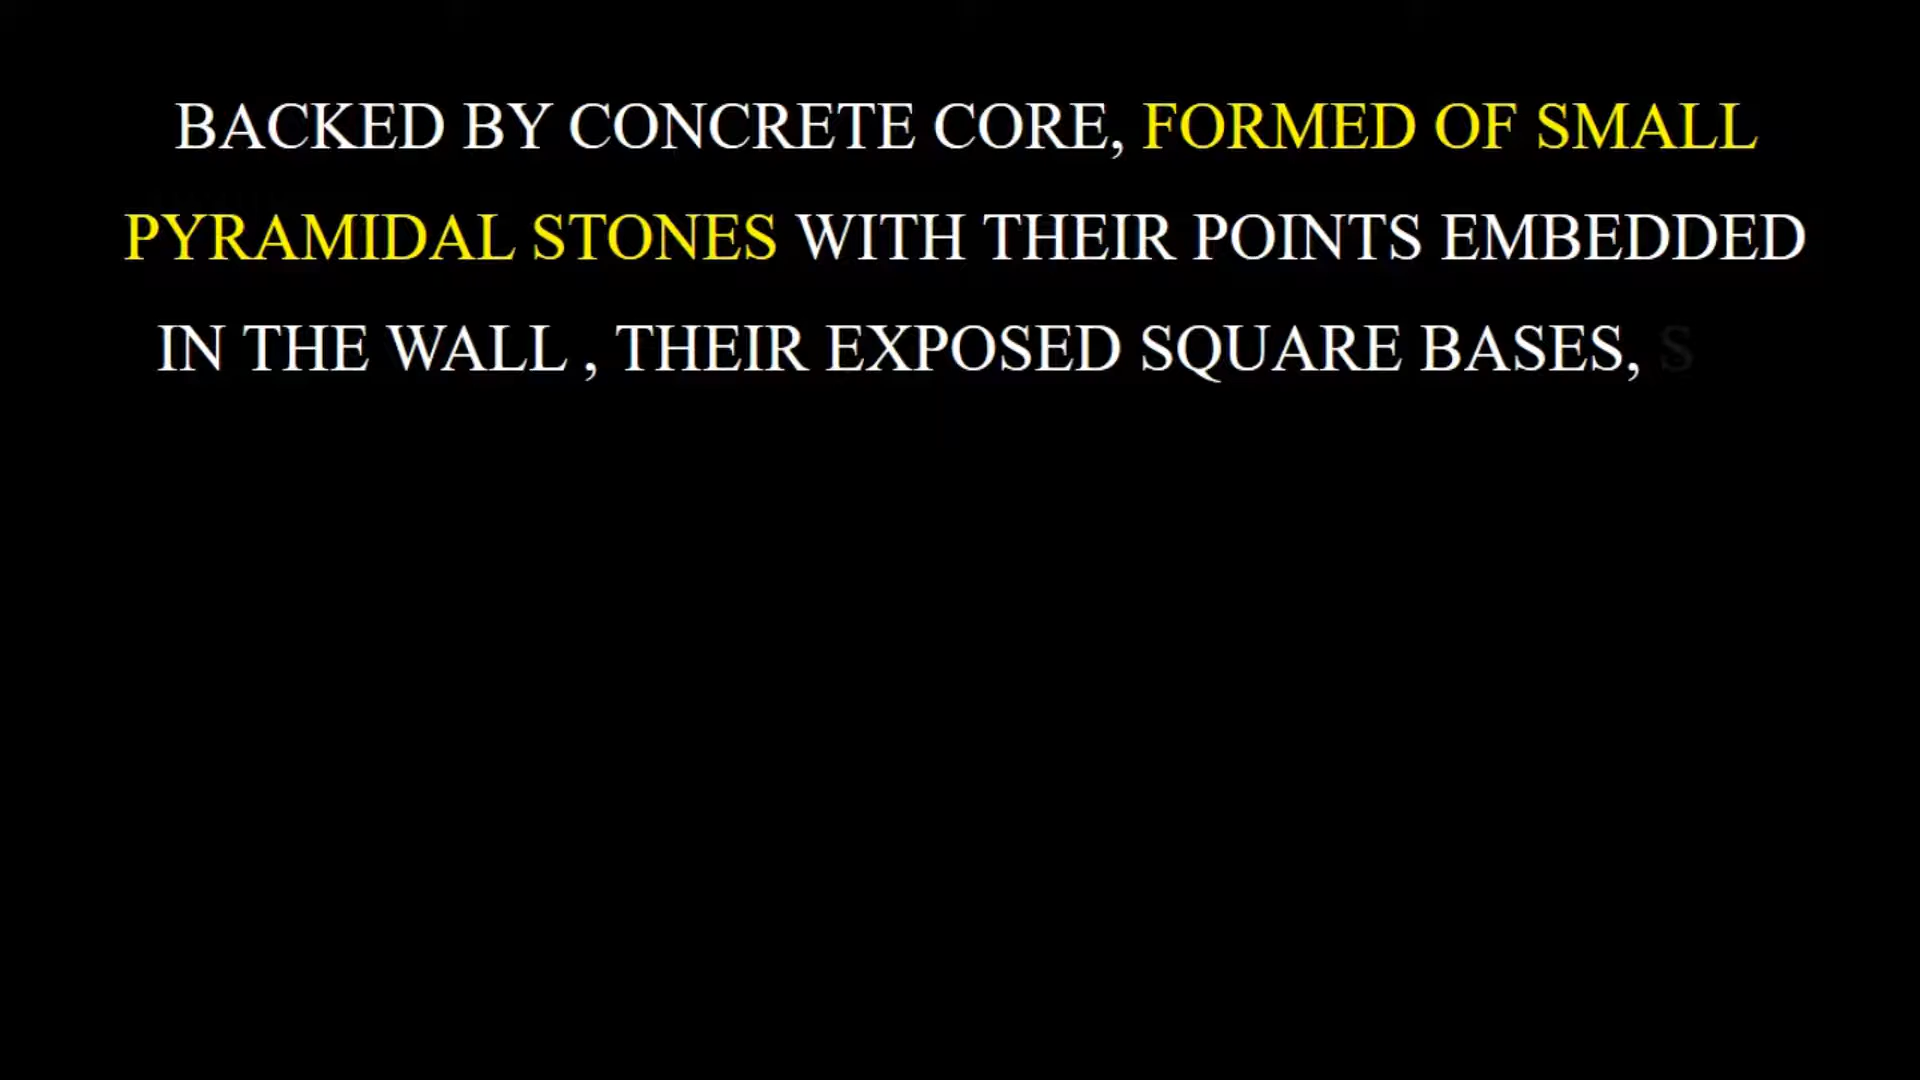 BACKED BY CONCRETE CORE, FORMED OF SMALL
PYRAMIDAL STONES WITH THEIR POINTS EMBEDDED
IN THE WALL , THEIR EXPOSED SQUARE BASES, S